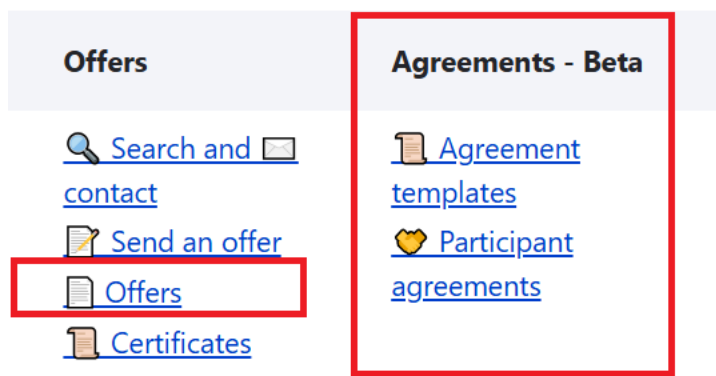 Offers
🔍 Search and ✉️
contact
📝 Send an offer
📄 Offers
📜 Certificates
Agreements - Beta
📜 Agreement
templates
🤝 Participant
agreements